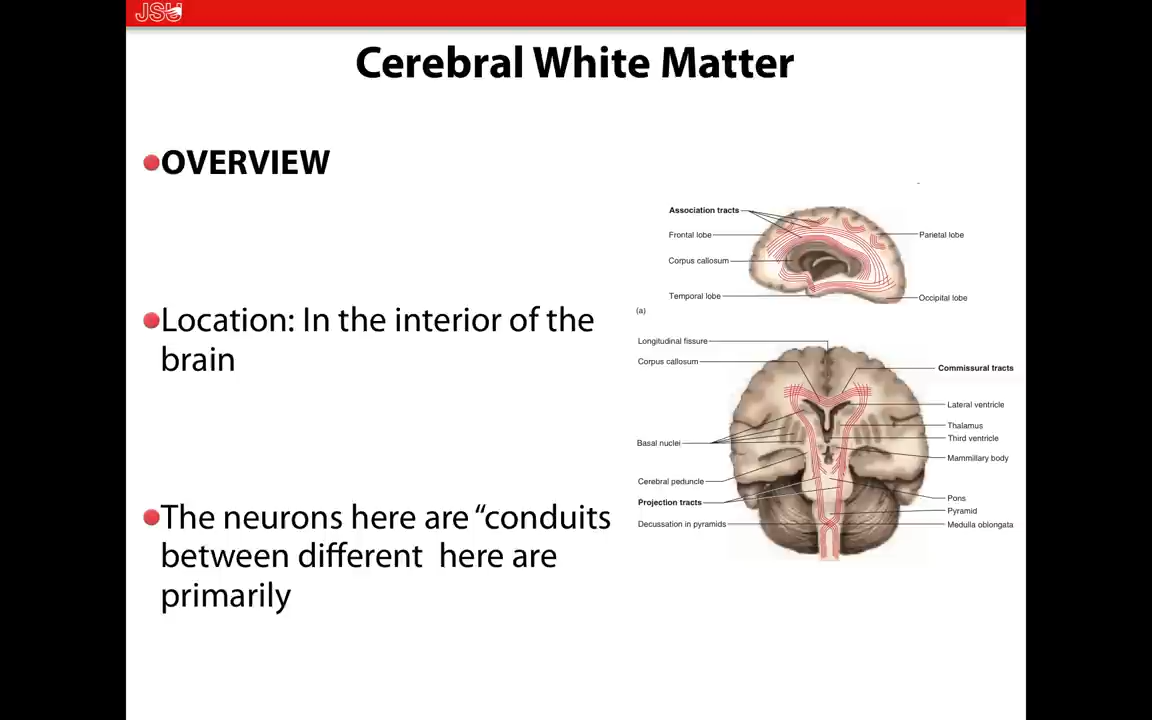 JSU
Cerebral White Matter
OVERVIEW
Location: In the interior of the
brain
The neurons here are “conduits
between different here are
primarily
Association tracts
Frontal lobe
Corpus callosum
Temporal lobe
Parietal lobe
Occipital lobe
(a)
Longitudinal fissure
Corpus callosum
Basal nuclei
Cerebral peduncle
Projection tracts
Decussation in pyramids
Commissural tracts
Lateral ventricle
Thalamus
Third ventricle
Mammillary body
Pons
Pyramid
Medulla oblongata